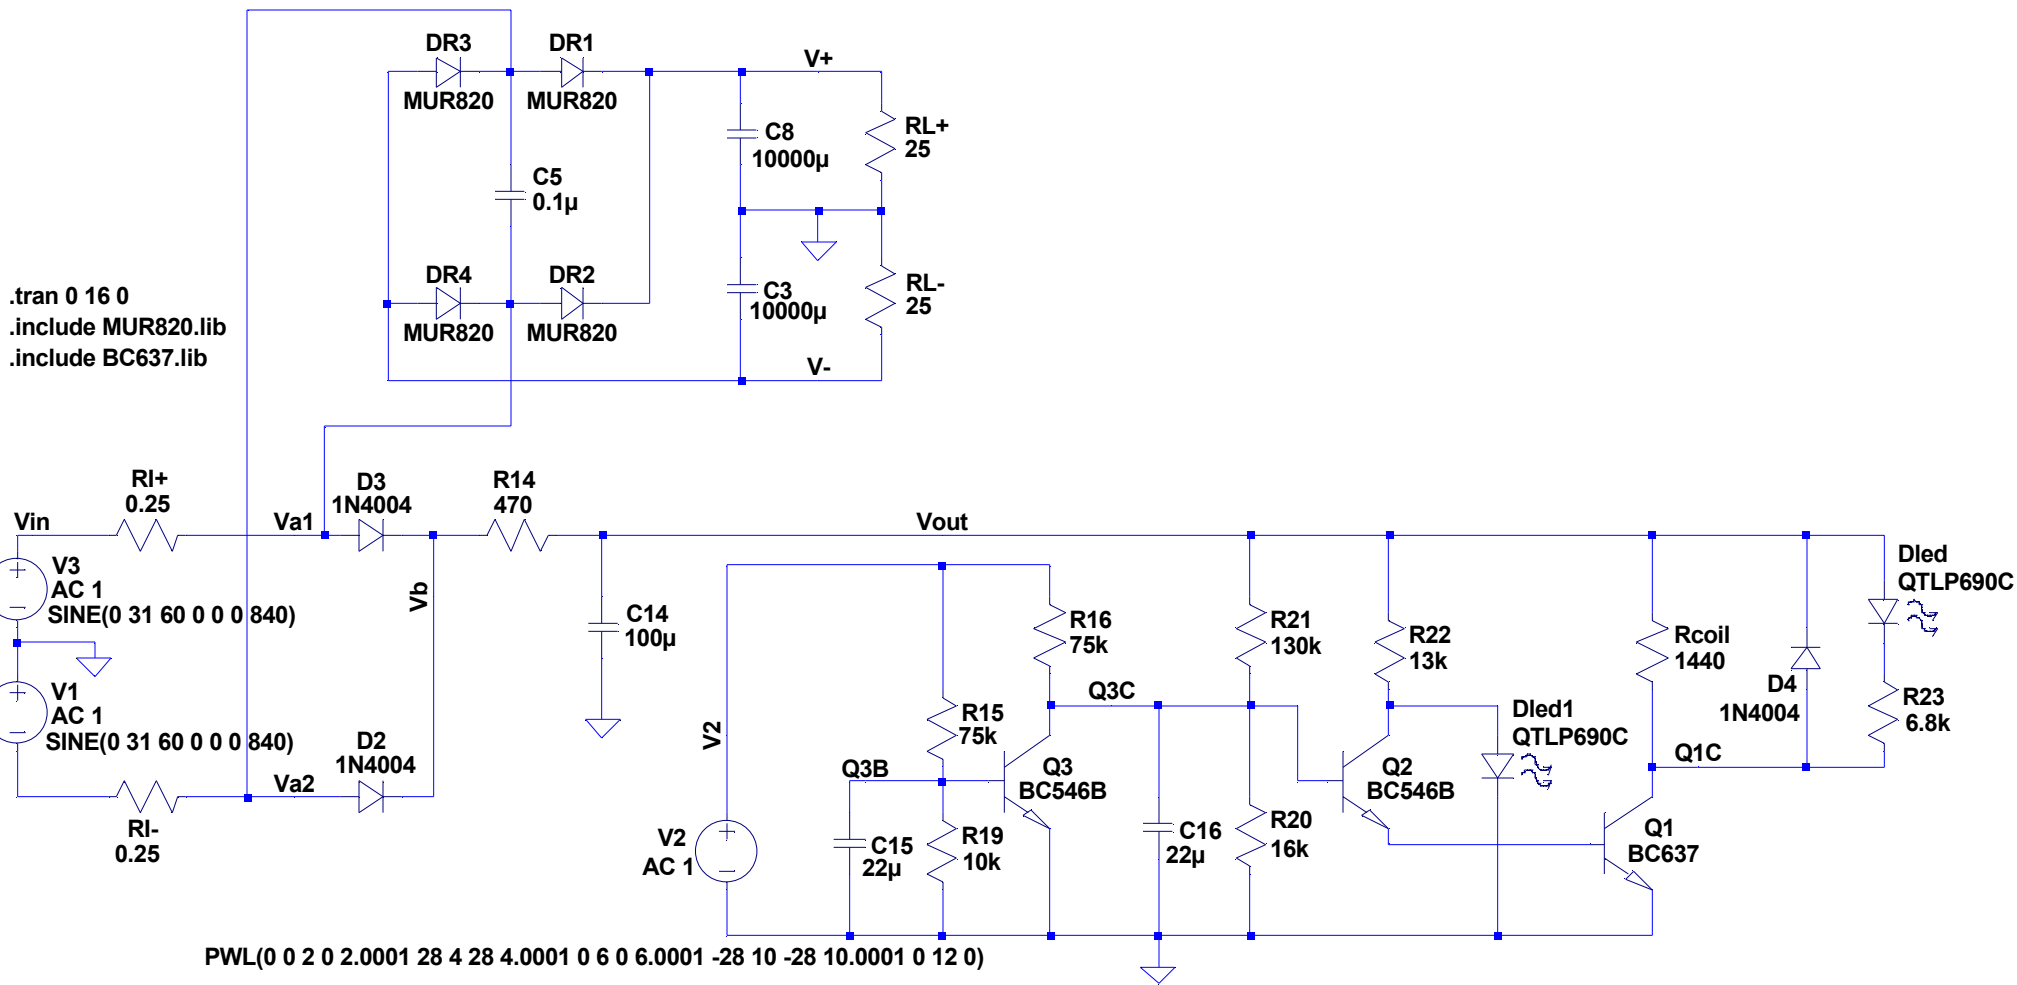 DR3
DR1
MUR820
MUR820
V+
C8
10000µ
RL+
25
C5
0.1µ
DR4
DR2
MUR820
MUR820
C3
10000µ
RL-
25
V-
.tran 0 16 0
.include MUR820.lib
.include BC637.lib
Vin
RI+
0.25
Va1
D3
1N4004
R14
470
Vout
V3
AC 1
SINE(0 31 60 0 0 0 840)
Vb
C14
100µ
V1
AC 1
SINE(0 31 60 0 0 0 840)
D2
1N4004
Va2
RI-
0.25
V2
R16
75k
Q3C
R15
75k
Q3B
Q3
BC546B
V2
AC 1
C15
22µ
R19
10k
C16
22µ
R21
130k
R20
16k
R22
13k
Q2
BC546B
Dled1
QTLP690C
Rcoil
1440
D4
1N4004
Dled
QTLP690C
R23
6.8k
Q1C
Q1
BC637
PWL(0 0 2 0 2.0001 28 4 28 4.0001 0 6 0 6.0001 -28 10 -28 10.0001 0 12 0)